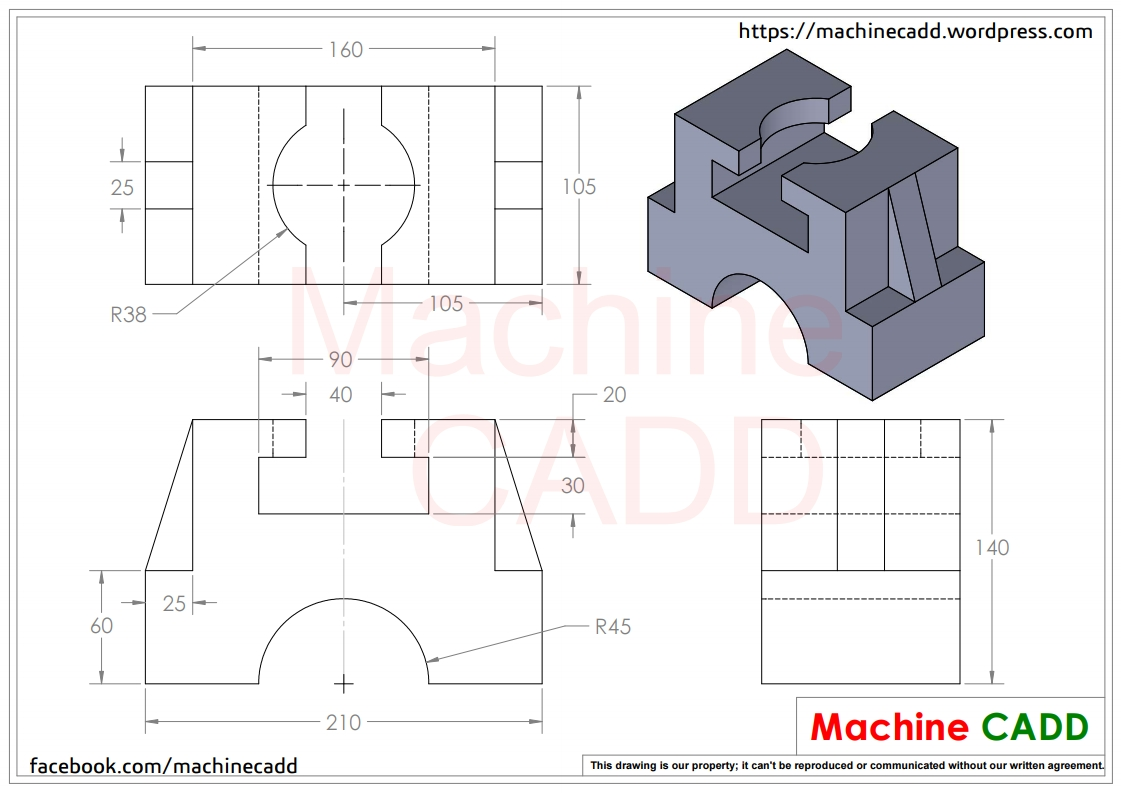 https://machinecadd.wordpress.com
160
25
105
R38
105
Machine
CADD
90
40
20
30
140
25
60
R45
210
Machine CADD
facebook.com/machinecadd
This drawing is our property; it can't be reproduced or communicated without our written agreement.